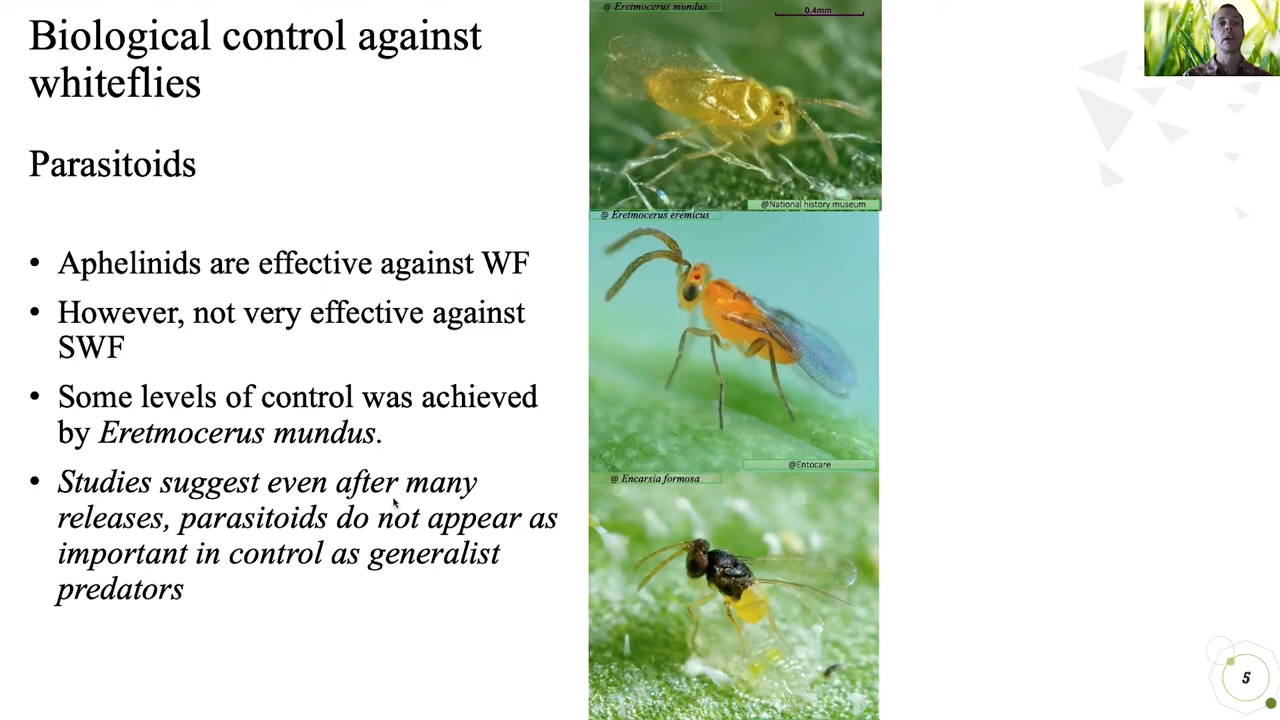 Biological control against
whiteflies
Parasitoids
• Aphelinids are effective against WF
• However, not very effective against
SWF
• Some levels of control was achieved
by Eretmocerus mundus.
• Studies suggest even after many
releases, parasitoids do not appear as
important in control as generalist
predators
@ Eretmocerus mundus
0.4mm
@National history museum
@ Eretmocerus eremicus
@Entocare
@ Encarsia formosa
5